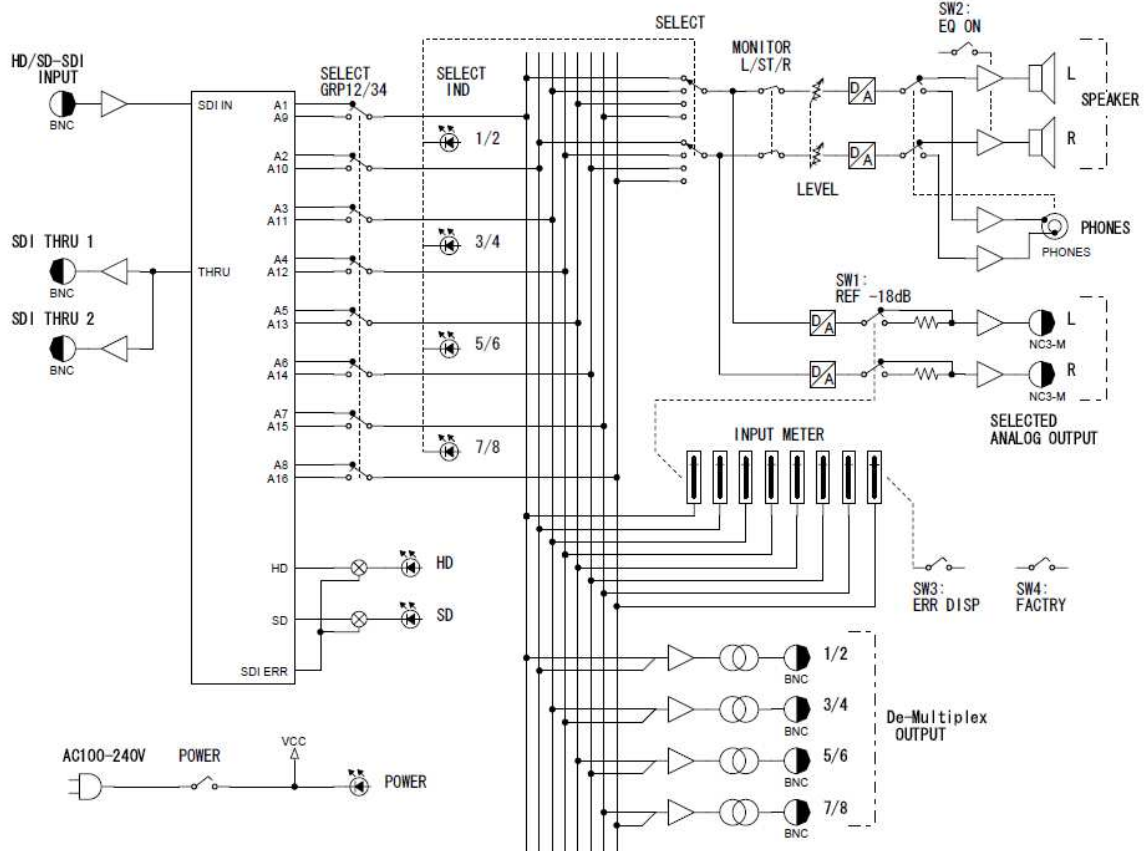 HD/SD-SDI
INPUT
BNC
SDI IN
SDI THRU 1
BNC
SDI THRU 2
BNC
THRU
A1
A9
A2
A10
A3
A11
A4
A12
A5
A13
A6
A14
A7
A15
A8
A16
HD
SD
SDI ERR
SELECT
GRP12/34
SELECT
IND
1/2
3/4
5/6
7/8
HD
SD
AC100-240V
POWER
VCC
POWER
SELECT
MONITOR
L/ST/R
LEVEL
D/A
D/A
SW2:
EQ ON
L
R
SPEAKER
PHONES
PHONES
SW1:
REF -18dB
D/A
D/A
L
NC3-M
R
NC3-M
SELECTED
ANALOG OUTPUT
INPUT METER
SW3:
ERR DISP
SW4:
FACTRY
1/2
BNC
3/4
BNC
5/6
BNC
7/8
BNC
De-Multiplex
OUTPUT